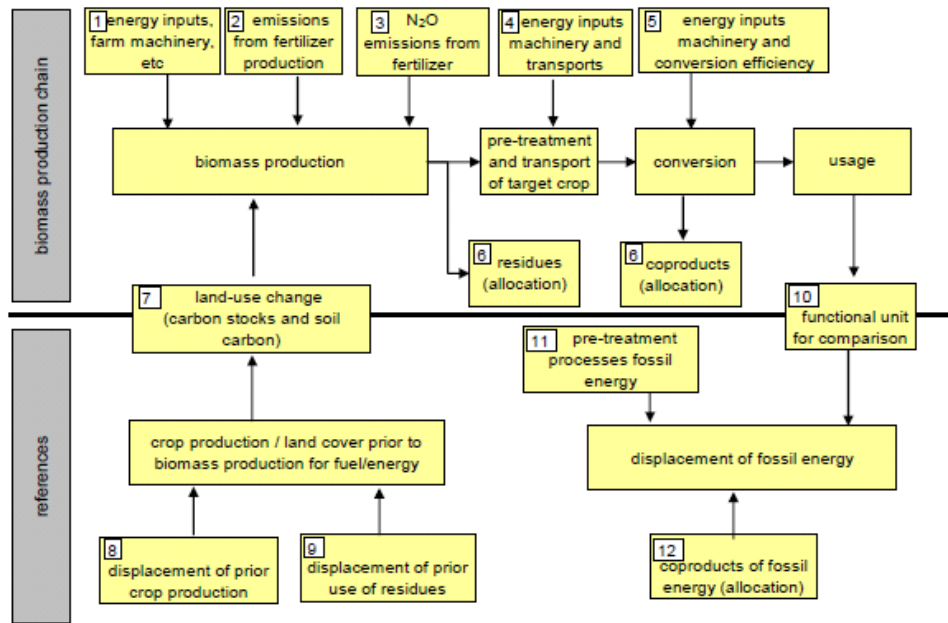 biomass production chain
1 energy inputs,
farm machinery,
etc
2 emissions
from fertilizer
production
3 N₂O
emissions from
fertilizer
4 energy inputs
machinery and
transports
5 energy inputs
machinery and
conversion efficiency
biomass production
pre-treatment
and transport
of target crop
conversion
usage
6 residues
(allocation)
6 coproducts
(allocation)
7 land-use change
(carbon stocks and soil
carbon)
10
functional unit
for comparison
references
11 pre-treatment
processes fossil
energy
crop production / land cover prior to
biomass production for fuel/energy
displacement of fossil energy
8
displacement of prior
crop production
9
displacement of prior
use of residues
12
coproducts of fossil
energy (allocation)